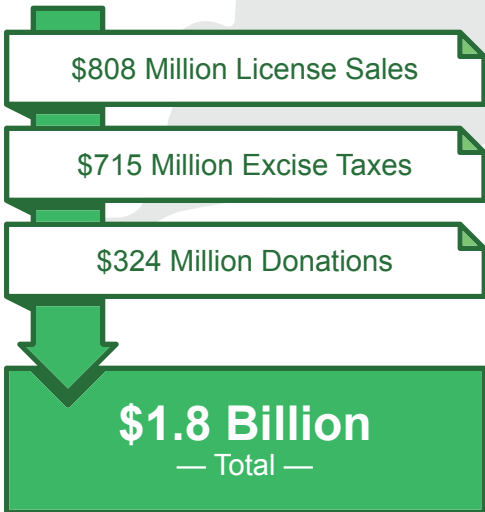 $808 Million License Sales
$715 Million Excise Taxes
$324 Million Donations
$1.8 Billion
— Total —